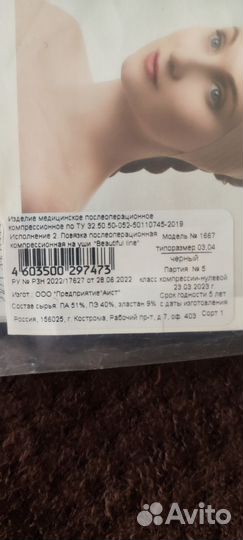 Изделие медицинское послеоперационное
компрессионное по ТУ 32.50.50-052-50110745-2019
Исполнение 2. Повязка послеоперационная
компрессионная на уши "Beautiful line"
Модель № 1667
типоразмер 03,04
чёрный
Партия № 5
4 603500 297473
РУ № РЗН 2022/17627 от 28.06.2022
класс компрессии-нулевой
23.03.2023 г.
Изгот. : ООО "Предприятие"Аист"
Срок годности 5 лет
Состав сырья: ПА 51%, ПЭ 40%, эластан 9%
с даты изготовления
Россия, 156025, г. Кострома, Рабочий пр-т, д 7, оф. 403
Сорт 1
Avito